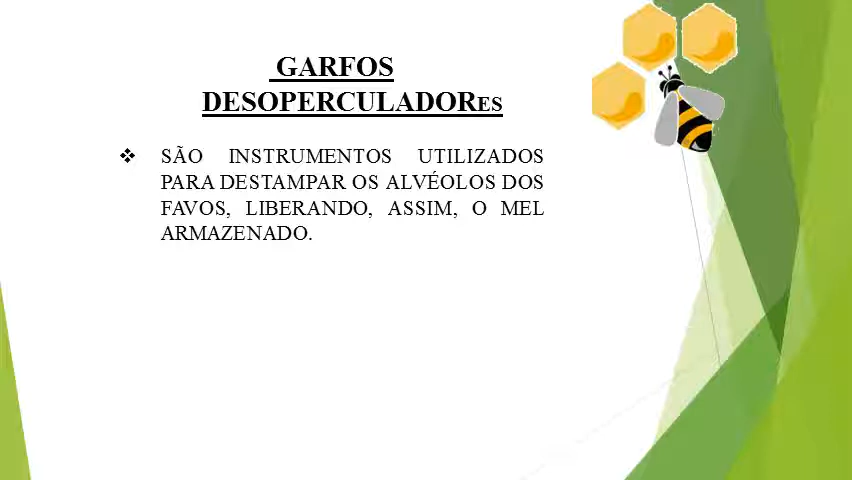 GARFOS
DESOPERCULADORES
❖ SÃO INSTRUMENTOS UTILIZADOS
PARA DESTAMPAR OS ALVÉOLOS DOS
FAVOS, LIBERANDO, ASSIM, O MEL
ARMAZENADO.